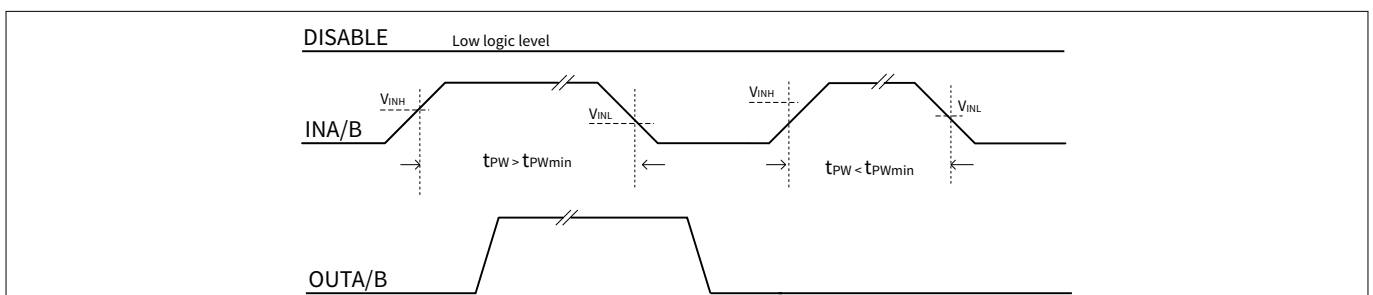 DISABLE Low logic level
VINH VINH
VINL VINL
INA/B
tPW > tPWmin tPW < tPWmin
OUTA/B